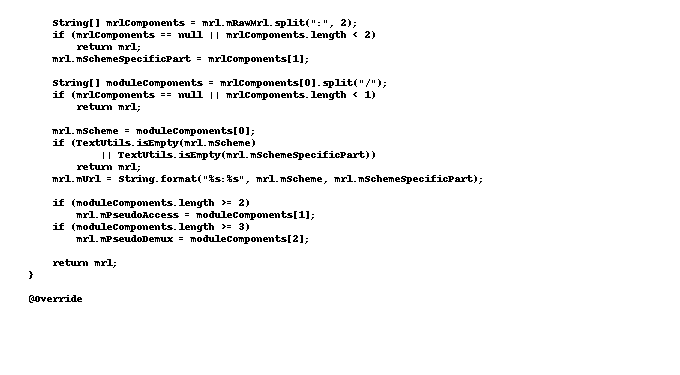 String[] mrlComponents = mrl.mRawMrl.split(":", 2);
if (mrlComponents == null || mrlComponents.length < 2)
return mrl;
mrl.mSchemeSpecificPart = mrlComponents[1];
String[] moduleComponents = mrlComponents[0].split("/");
if (mrlComponents == null || mrlComponents.length < 1)
return mrl;
mrl.mScheme = moduleComponents[0];
if (TextUtils.isEmpty(mrl.mScheme)
|| TextUtils.isEmpty(mrl.mSchemeSpecificPart))
return mrl;
mrl.mUrl = String.format("%s:%s", mrl.mScheme, mrl.mSchemeSpecificPart);
if (moduleComponents.length >= 2)
mrl.mPseudoAccess = moduleComponents[1];
if (moduleComponents.length >= 3)
mrl.mPseudoDemux = moduleComponents[2];
return mrl;
}
@Override